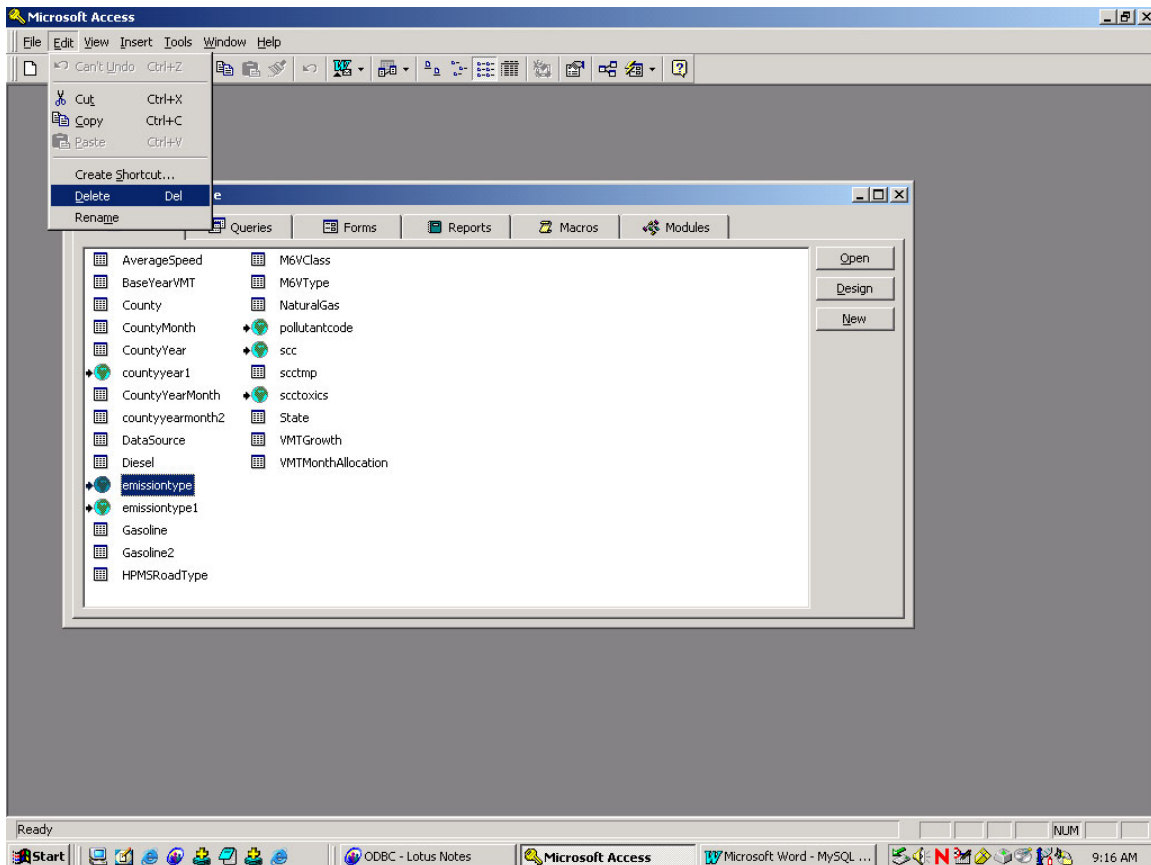 Microsoft Access
File Edit View Insert Tools Window Help
Can't Undo Ctrl+Z
Cut Ctrl+X
Copy Ctrl+C
Paste Ctrl+V
Create Shortcut...
Delete Del
Rename
Queries Forms Reports Macros Modules
AverageSpeed M6VClass Open
BaseYearVMT M6VType Design
County NaturalGas
CountyMonth pollutantcode New
CountyYear scc
countyyear1 scctmp
CountyYearMonth scctoxics
countyyearmonth2 State
DataSource VMTGrowth
Diesel VMTMonthAllocation
emissiontype
emissiontype1
Gasoline
Gasoline2
HPMSRoadType
Ready NUM
Start ODBC - Lotus Notes Microsoft Access Microsoft Word - MySQL ... 9:16 AM